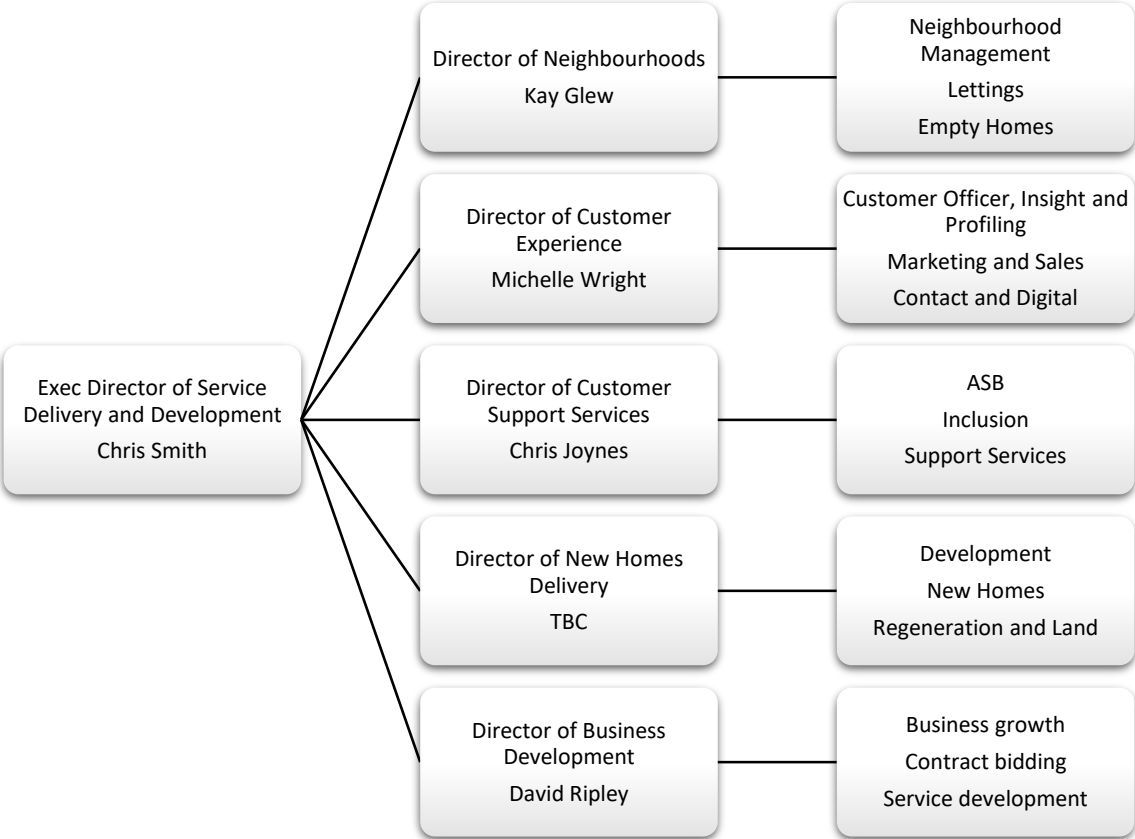 Director of Neighbourhoods
Kay Glew
Neighbourhood
Management
Lettings
Empty Homes
Director of Customer
Experience
Michelle Wright
Customer Officer, Insight and
Profiling
Marketing and Sales
Contact and Digital
Exec Director of Service
Delivery and Development
Chris Smith
Director of Customer
Support Services
Chris Joynes
ASB
Inclusion
Support Services
Director of New Homes
Delivery
TBC
Development
New Homes
Regeneration and Land
Director of Business
Development
David Ripley
Business growth
Contract bidding
Service development